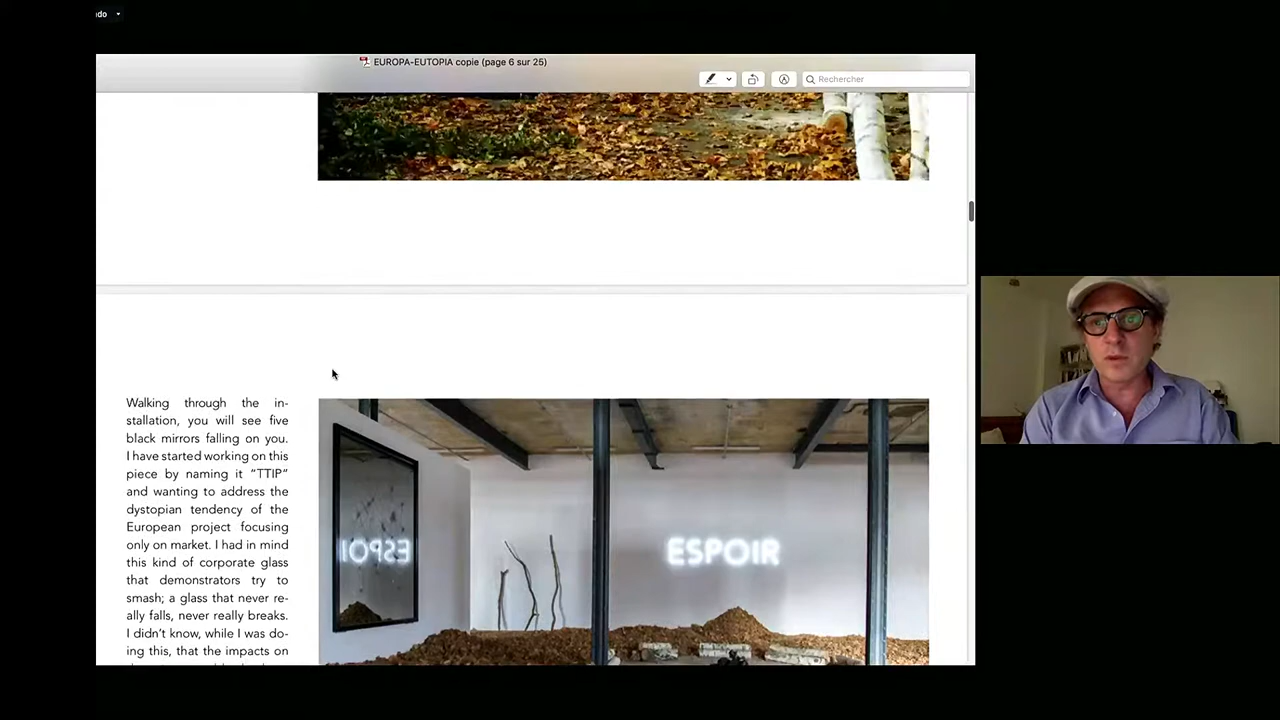 do
EUROPA-EUTOPIA copie (page 6 sur 25)
Rechercher
Walking through the in-
stallation, you will see five
black mirrors falling on you.
I have started working on this
piece by naming it “TTIP”
and wanting to address the
dystopian tendency of the
European project focusing
only on market. I had in mind
this kind of corporate glass
that demonstrators try to
smash; a glass that never re-
ally falls, never really breaks.
I didn’t know, while I was do-
ing this, that the impacts on
ESPOIR